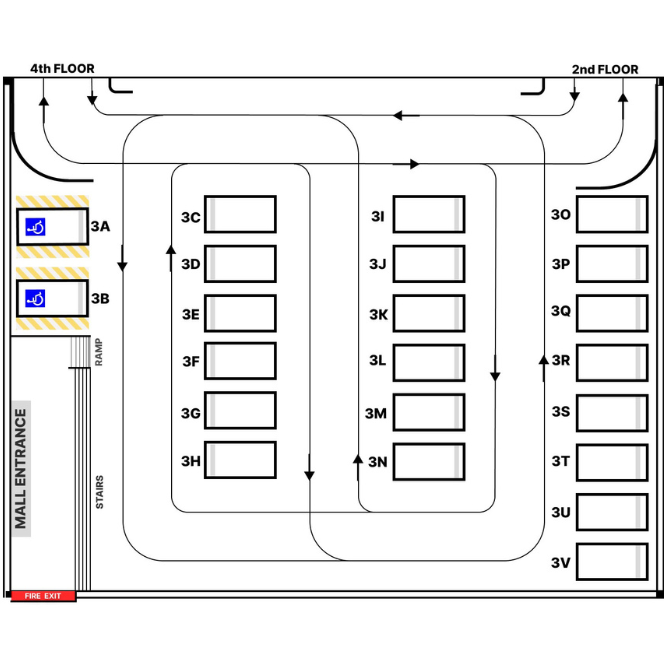 4th FLOOR
2nd FLOOR
3A
3B
3C
3D
3E
3F
3G
3H
3I
3J
3K
3L
3M
3N
3O
3P
3Q
3R
3S
3T
3U
3V
RAMP
MALL ENTRANCE
STAIRS
FIRE EXIT